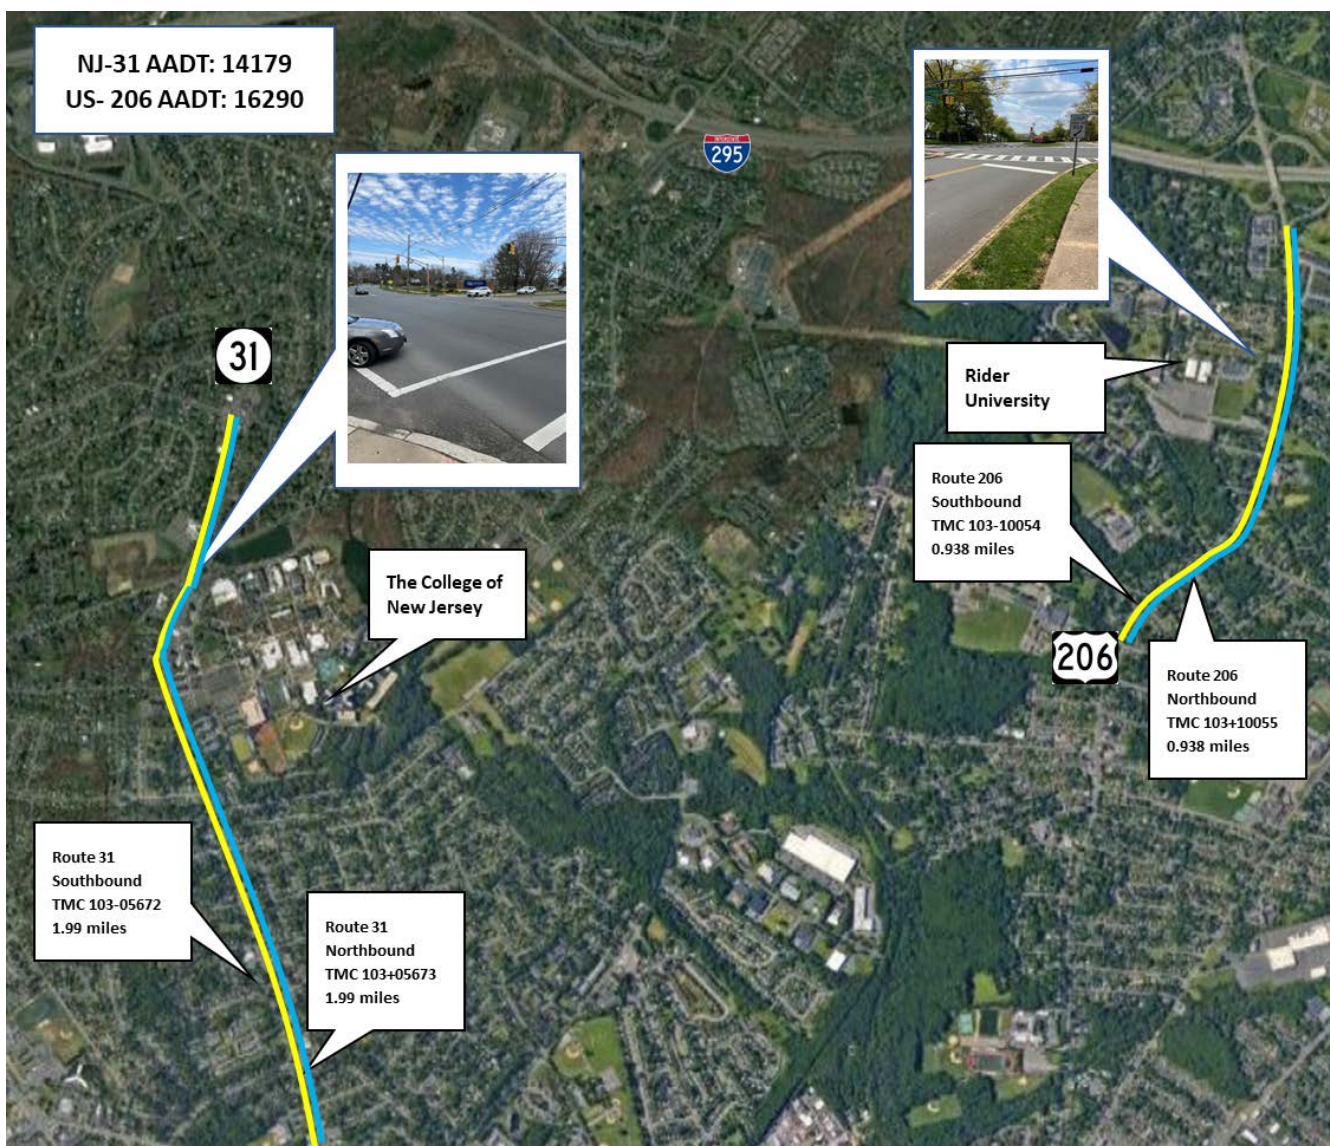 NJ-31 AADT: 14179
US- 206 AADT: 16290
INTERSTATE
295
31
Rider
University
Route 206
Southbound
TMC 103-10054
0.938 miles
The College of
New Jersey
206
Route 206
Northbound
TMC 103+10055
0.938 miles
Route 31
Southbound
TMC 103-05672
1.99 miles
Route 31
Northbound
TMC 103+05673
1.99 miles